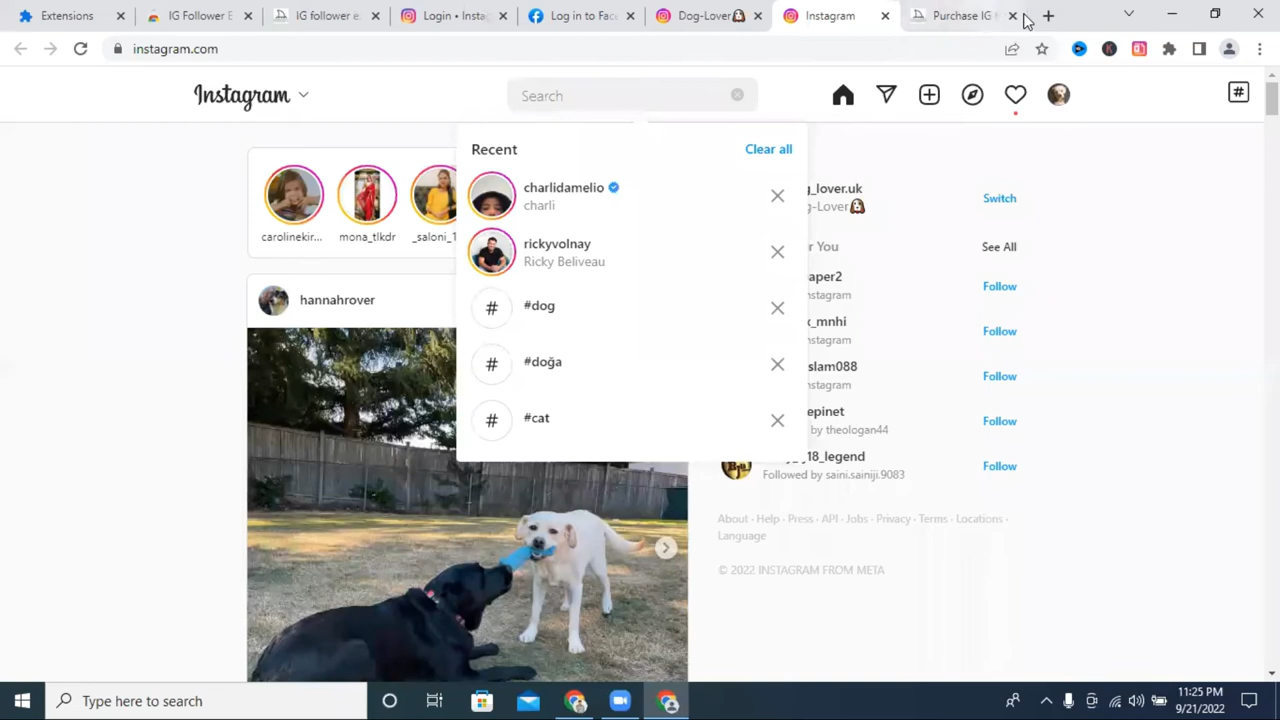 Extensions
IG Follower E
IG follower e
Login • Insta
Log in to Fac
Dog-Lover
Instagram
Purchase IG
instagram.com
Instagram
Search
Recent
Clear all
charlidamelio
charli
rickyvolnay
Ricky Beliveau
# #dog
# #doğa
# #cat
carolinekir...
mona_tlkdr
_saloni_1
hannahrover
g_lover.uk
g-Lover
Switch
r You
See All
aper2
nstagram
Follow
x_mnhi
nstagram
Follow
slam088
nstagram
Follow
epinet
by theologan44
Follow
y18_legend
Followed by saini.sainiji.9083
Follow
About · Help · Press · API · Jobs · Privacy · Terms · Locations ·
Language
© 2022 INSTAGRAM FROM META
Type here to search
11:25 PM
9/21/2022